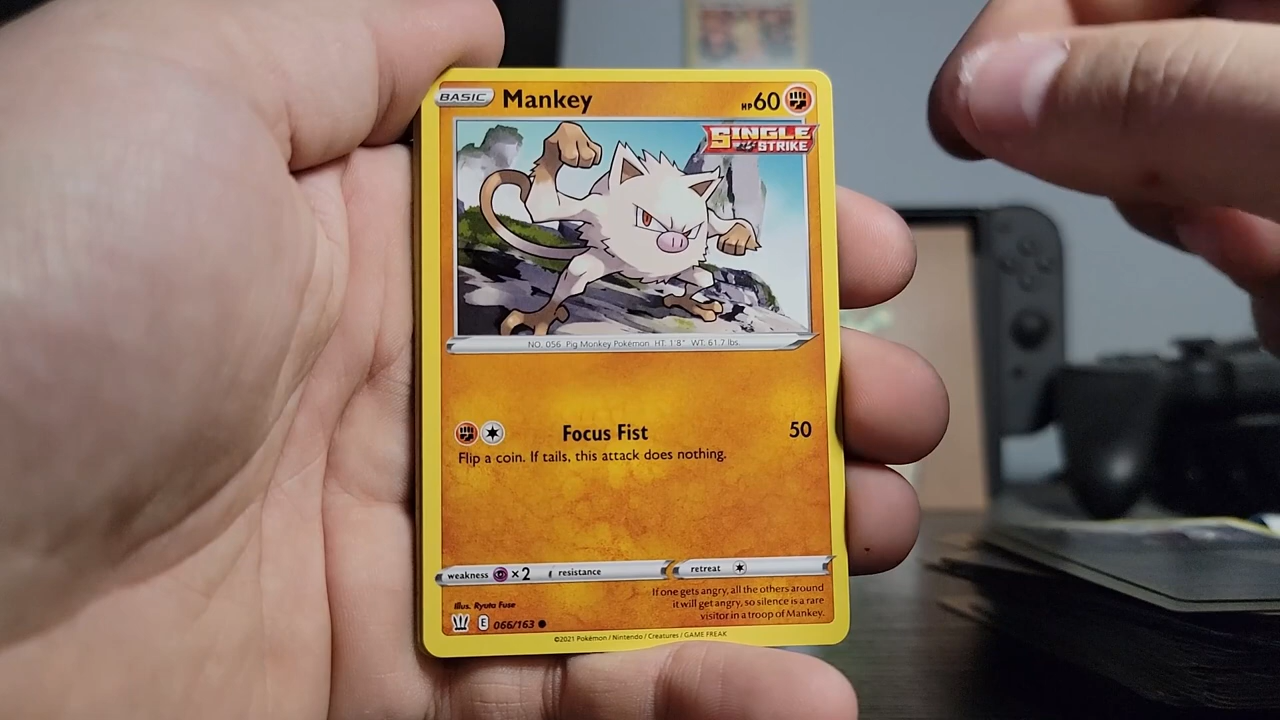 BASIC Mankey HP 60
SINGLE
STRIKE
NO. 056 Pig Monkey Pokémon HT: 1'8" WT: 61.7 lbs.
Focus Fist 50
Flip a coin. If tails, this attack does nothing.
weakness ×2 resistance retreat
If one gets angry, all the others around
it will get angry, so silence is a rare
visitor in a troop of Mankey.
Illus. Ryuta Fuse
E 066/163
©2021 Pokémon / Nintendo / Creatures / GAME FREAK